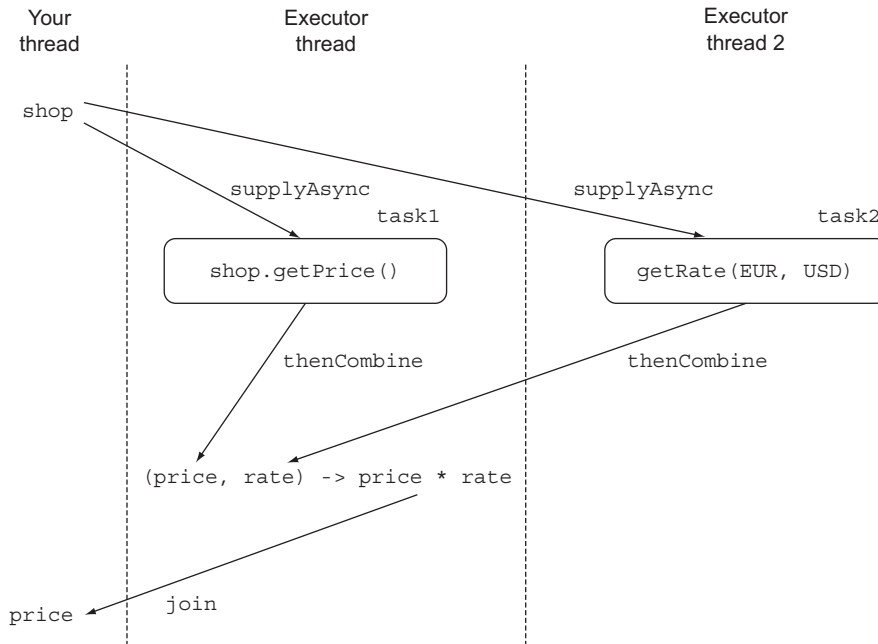 Your
thread
Executor
thread
Executor
thread 2
shop
supplyAsync
supplyAsync
task1
task2
shop.getPrice()
getRate(EUR, USD)
thenCombine
thenCombine
(price, rate) -> price * rate
join
price